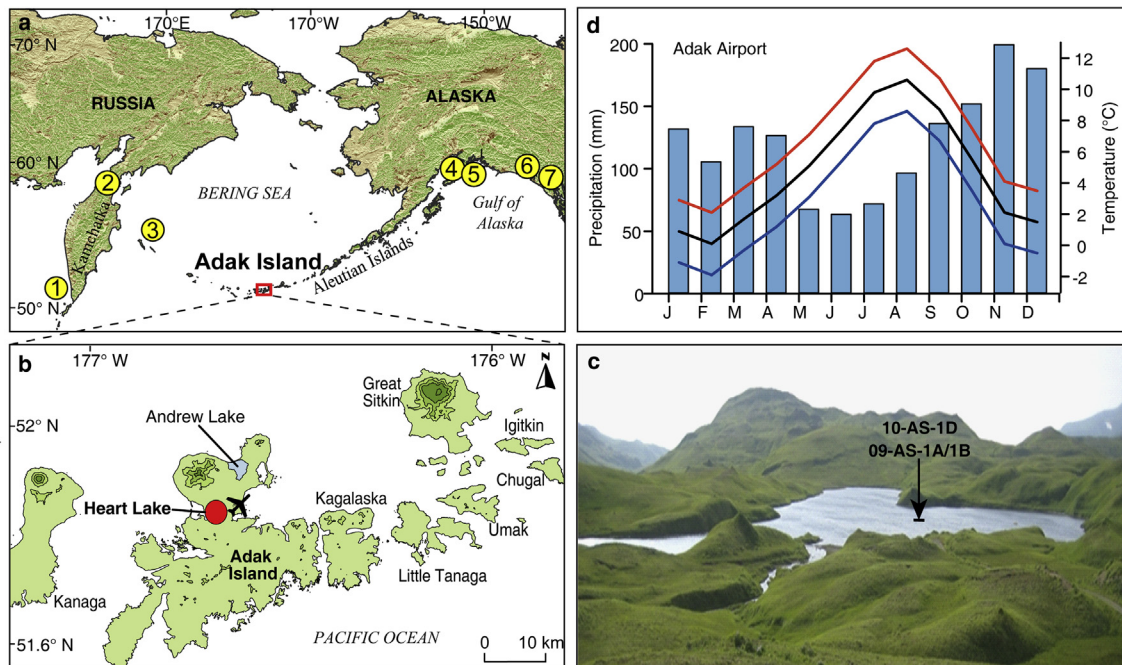 a
170°E
170° W
150° W
70° N
RUSSIA
ALASKA
60° N
BERING SEA
Gulf of
Alaska
Kamchatka
Adak Island
Aleutian Islands
50° N
1
2
3
4
5
6
7
d
Adak Airport
Precipitation (mm)
200
150
100
50
0
Temperature (°C)
12
10
8
6
4
2
0
-2
J F M A M J J A S O N D
b
177° W
176° W
N
52° N
Great
Sitkin
Andrew Lake
Igitkin
Chugal
Heart Lake
Kagalaska
Umak
Adak
Island
Little Tanaga
Kanaga
51.6° N
PACIFIC OCEAN
0 10 km
c
10-AS-1D
09-AS-1A/1B